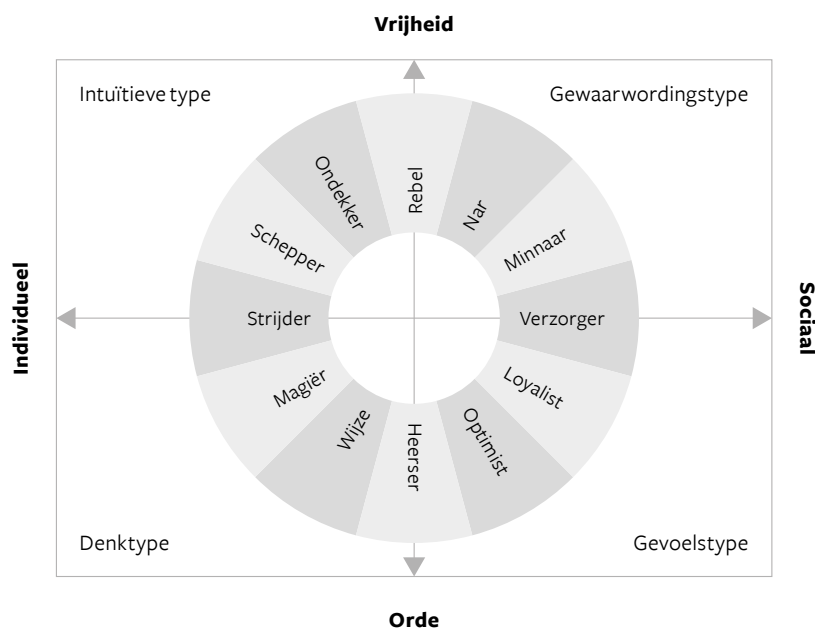 Vrijheid
Intuïtieve type
Gewaarwordingstype
Ondekker
Rebel
Nar
Schepper
Minnaar
Individueel
Strijder
Verzorger
Sociaal
Magiër
Loyalist
Wijze
Heerser
Optimist
Denktype
Gevoelstype
Orde